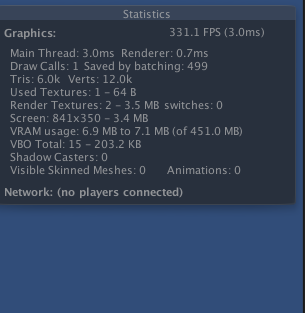 Statistics
Graphics: 331.1 FPS (3.0ms)
Main Thread: 3.0ms Renderer: 0.7ms
Draw Calls: 1 Saved by batching: 499
Tris: 6.0k Verts: 12.0k
Used Textures: 1 – 64 B
Render Textures: 2 – 3.5 MB switches: 0
Screen: 841x350 – 3.4 MB
VRAM usage: 6.9 MB to 7.1 MB (of 451.0 MB)
VBO Total: 15 – 203.2 KB
Shadow Casters: 0
Visible Skinned Meshes: 0 Animations: 0
Network: (no players connected)